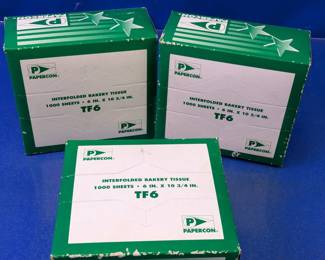 P
PAPERCON.
INTERFOLDED BAKERY TISSUE
1000 SHEETS • 6 IN. X 10 3/4 IN.
TF6
P
PAPERCON.
P
PAPERCON.
INTERFOLDED BAKERY TISSUE
1000 SHEETS • 6 IN. X 10 3/4 IN.
TF6
P
PAPERCON.
P
PAPERCON.
INTERFOLDED BAKERY TISSUE
1000 SHEETS • 6 IN. X 10 3/4 IN.
TF6
P
PAPERCON.